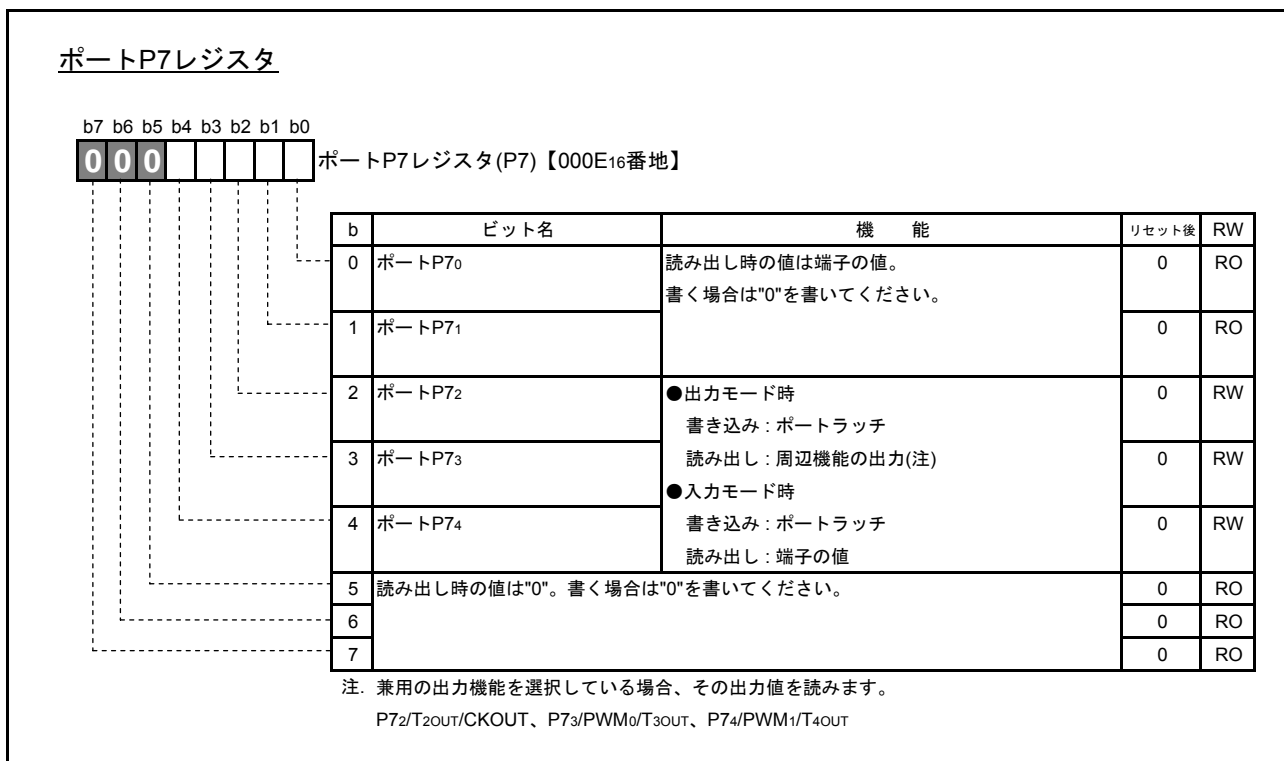 ポートP7レジスタ
b7 b6 b5 b4 b3 b2 b1 b0
0 0 0 ポートP7レジスタ(P7)【000E16番地】
b ビット名 機 能 リセット後 RW
0 ポートP70 読み出し時の値は端子の値。 0 RO
書く場合は"0"を書いてください。
1 ポートP71 0 RO
2 ポートP72 ●出力モード時 0 RW
書き込み : ポートラッチ
3 ポートP73 読み出し : 周辺機能の出力(注) 0 RW
●入力モード時
4 ポートP74 書き込み : ポートラッチ 0 RW
読み出し : 端子の値
5 読み出し時の値は"0"。書く場合は"0"を書いてください。 0 RO
6 0 RO
7 0 RO
注. 兼用の出力機能を選択している場合、その出力値を読みます。
P72/T2OUT/CKOUT、P73/PWM0/T3OUT、P74/PWM1/T4OUT